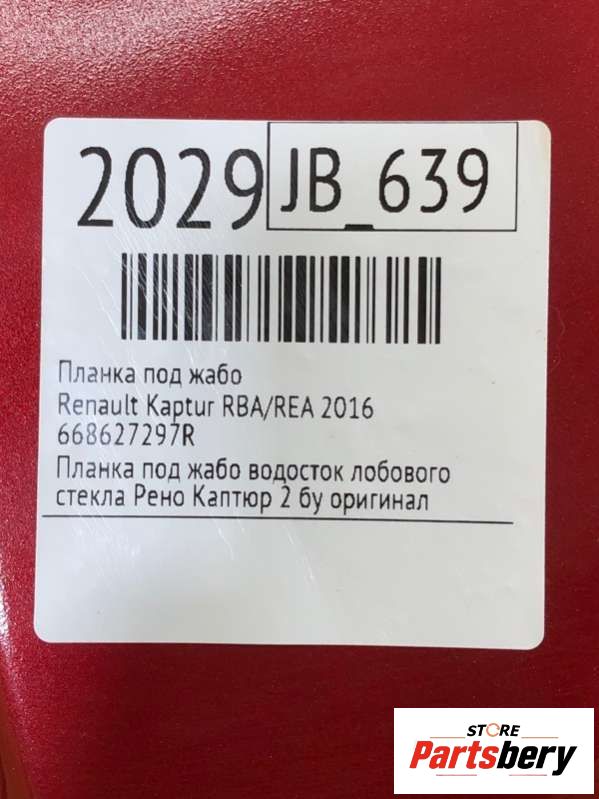 2029 JB_639
Планка под жабо
Renault Kaptur RBA/REA 2016
668627297R
Планка под жабо водосток лобового
стекла Рено Каптюр 2 бу оригинал
STORE
Partsbery